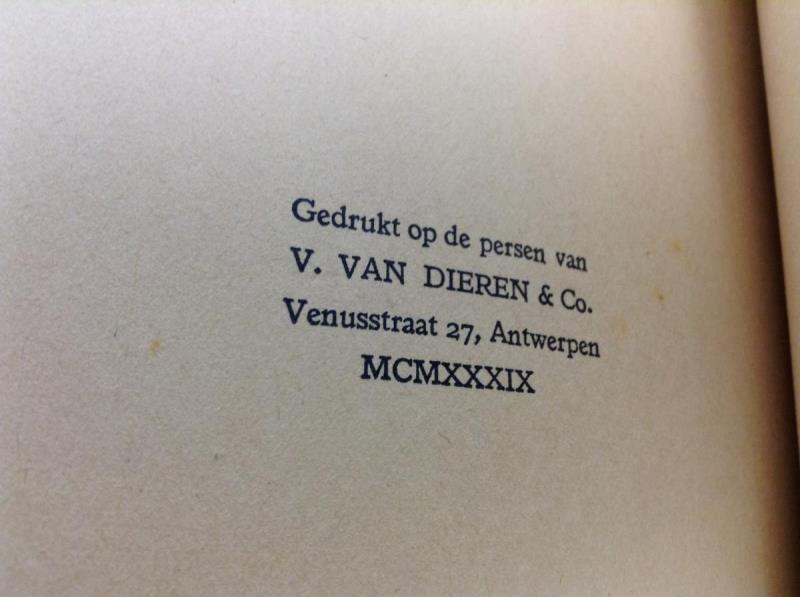 Gedrukt op de persen van
V. VAN DIEREN & Co.
Venusstraat 27, Antwerpen
MCMXXXIX